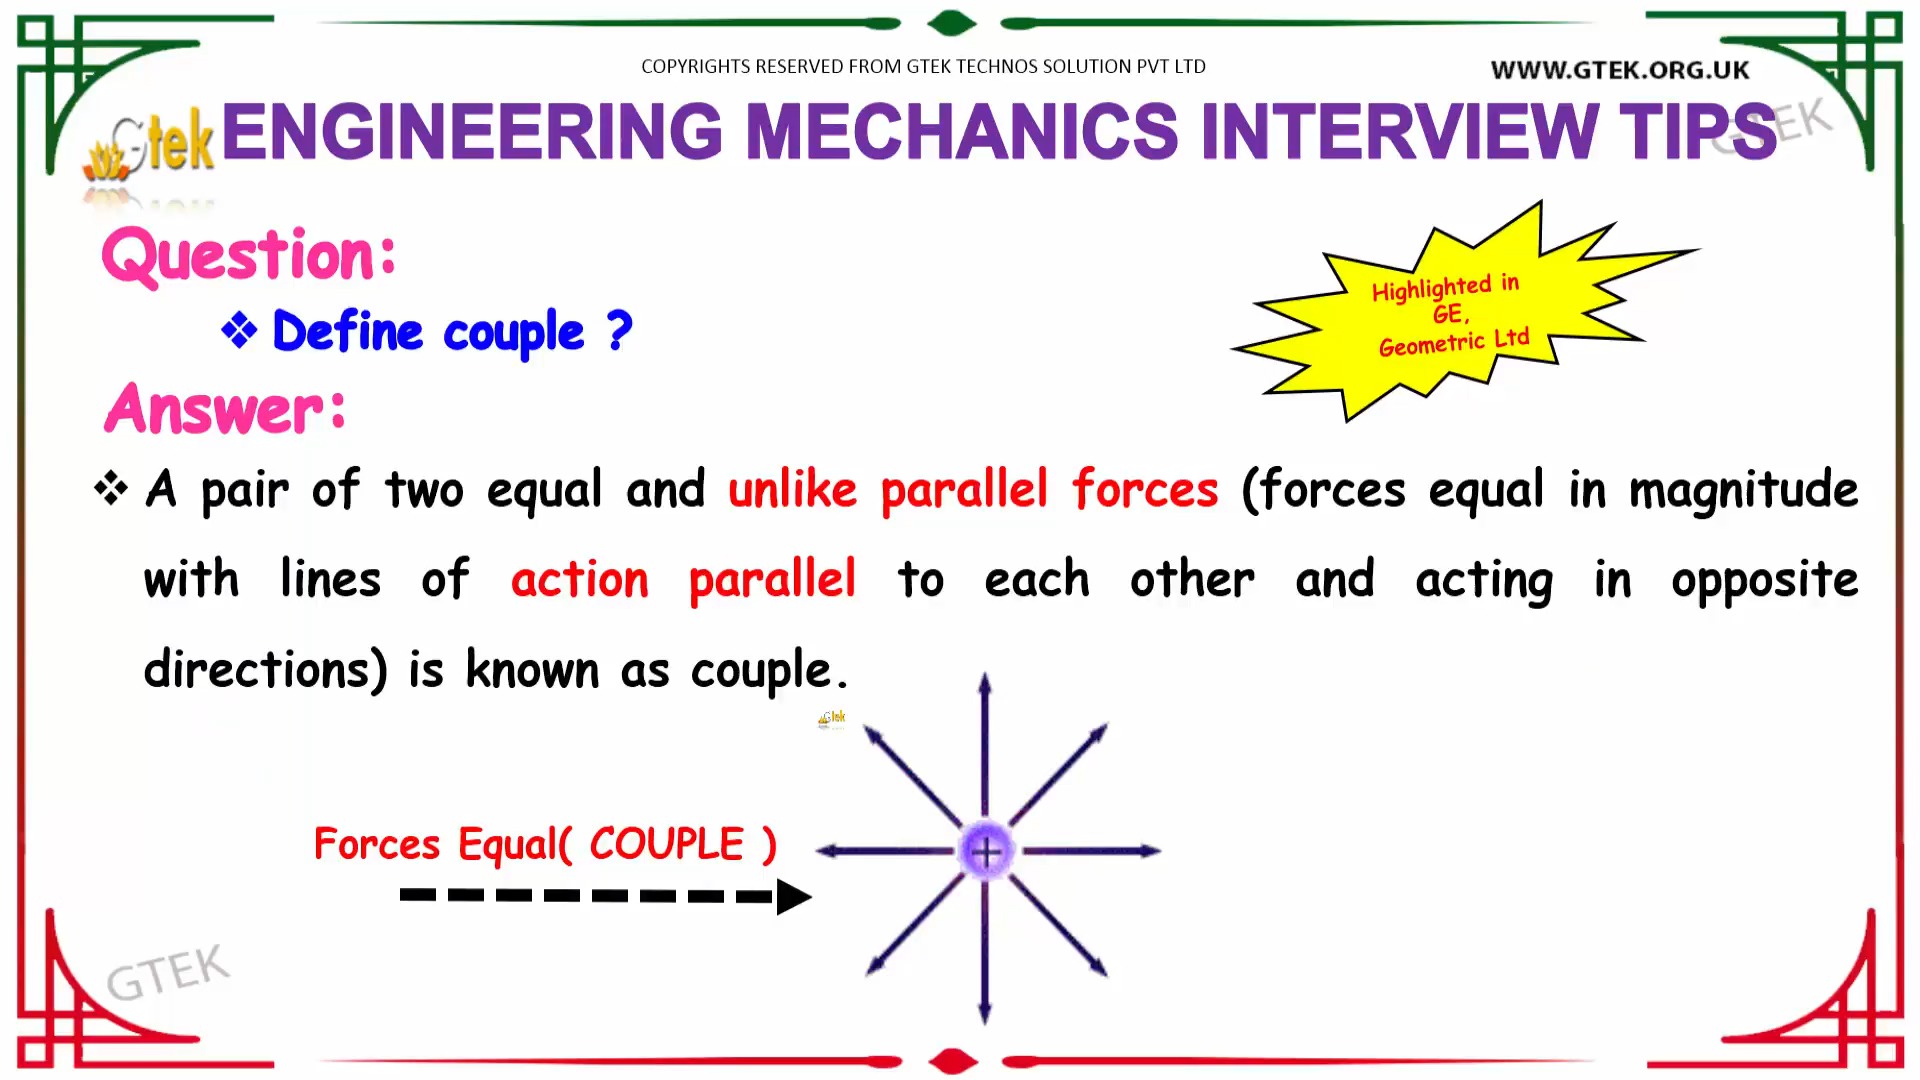 COPYRIGHTS RESERVED FROM GTEK TECHNOS SOLUTION PVT LTD
WWW.GTEK.ORG.UK
Gtek
ENGINEERING MECHANICS INTERVIEW TIPS
GTEK
Question:
❖ Define couple ?
Highlighted in
GE,
Geometric Ltd
Answer:
❖ A pair of two equal and unlike parallel forces (forces equal in magnitude
with lines of action parallel to each other and acting in opposite
directions) is known as couple.
Gtek
Forces Equal( COUPLE )
+
GTEK